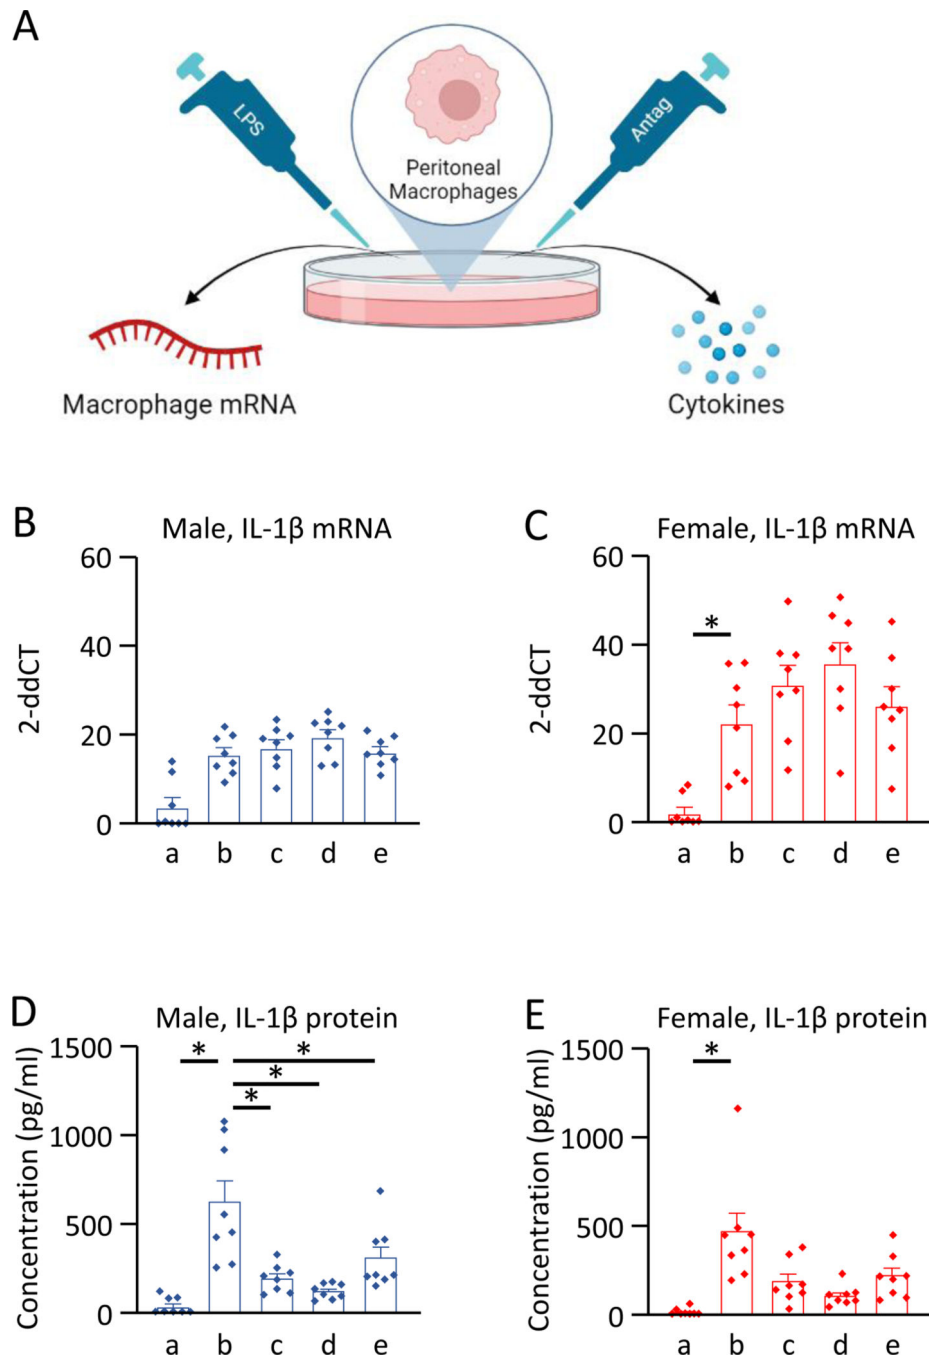 A
LPS
Antag
Peritoneal
Macrophages
Macrophage mRNA
Cytokines
B
Male, IL-1β mRNA
2-ddCT
60
40
20
0
a b c d e
C
Female, IL-1β mRNA
2-ddCT
60
40
20
0
*
a b c d e
D
Male, IL-1β protein
Concentration (pg/ml)
1500
1000
500
0
*
*
*
*
a b c d e
E
Female, IL-1β protein
Concentration (pg/ml)
1500
1000
500
0
*
a b c d e